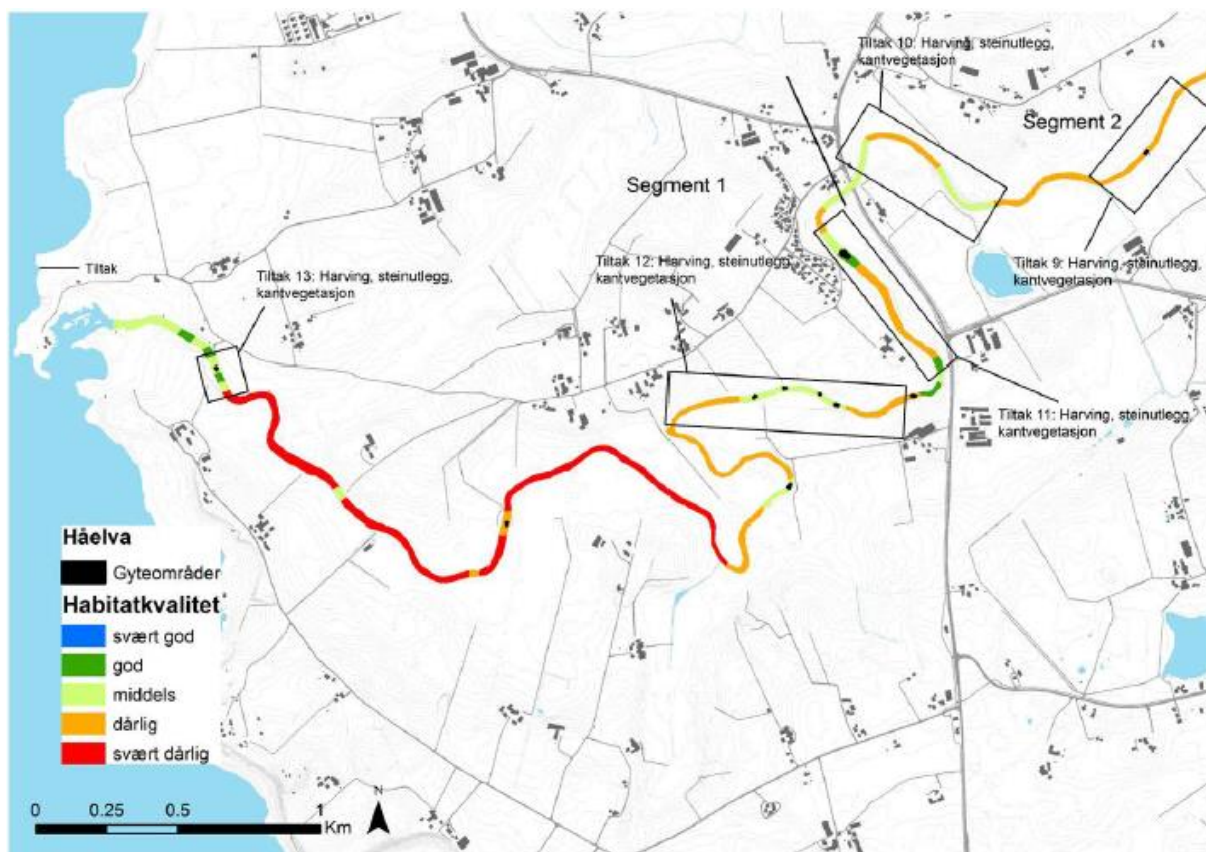 Tiltak 10: Harving, steinutlegg,
kantvegetasjon
Segment 2
Segment 1
Tiltak 12: Harving, steinutlegg,
kantvegetasjon
Tiltak 9: Harving, steinutlegg,
kantvegetasjon
Tiltak
Tiltak 13: Harving, steinutlegg,
kantvegetasjon
Tiltak 11: Harving, steinutlegg,
kantvegetasjon
Håelva
Gyteområder
Habitatkvalitet
svært god
god
middels
dårlig
svært dårlig
0 0.25 0.5 1
Km
N